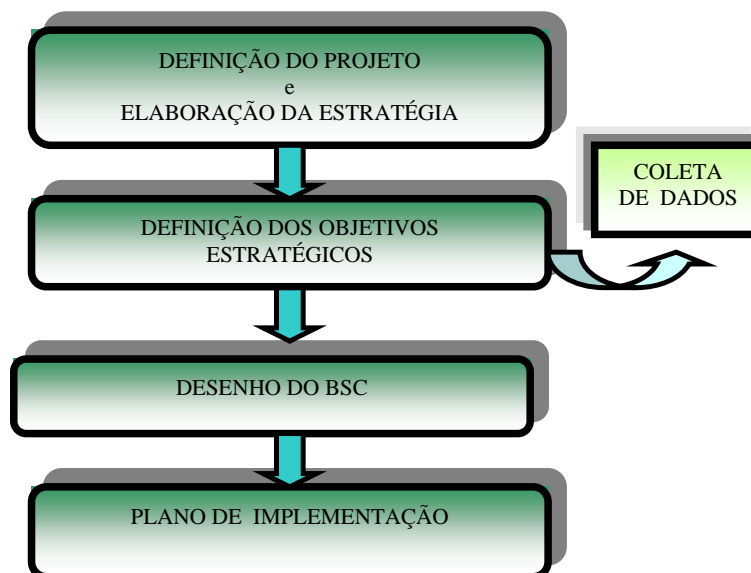 DEFINIÇÃO DO PROJETO
e
ELABORAÇÃO DA ESTRATÉGIA
COLETA
DE DADOS
DEFINIÇÃO DOS OBJETIVOS
ESTRATÉGICOS
DESENHO DO BSC
PLANO DE IMPLEMENTAÇÃO